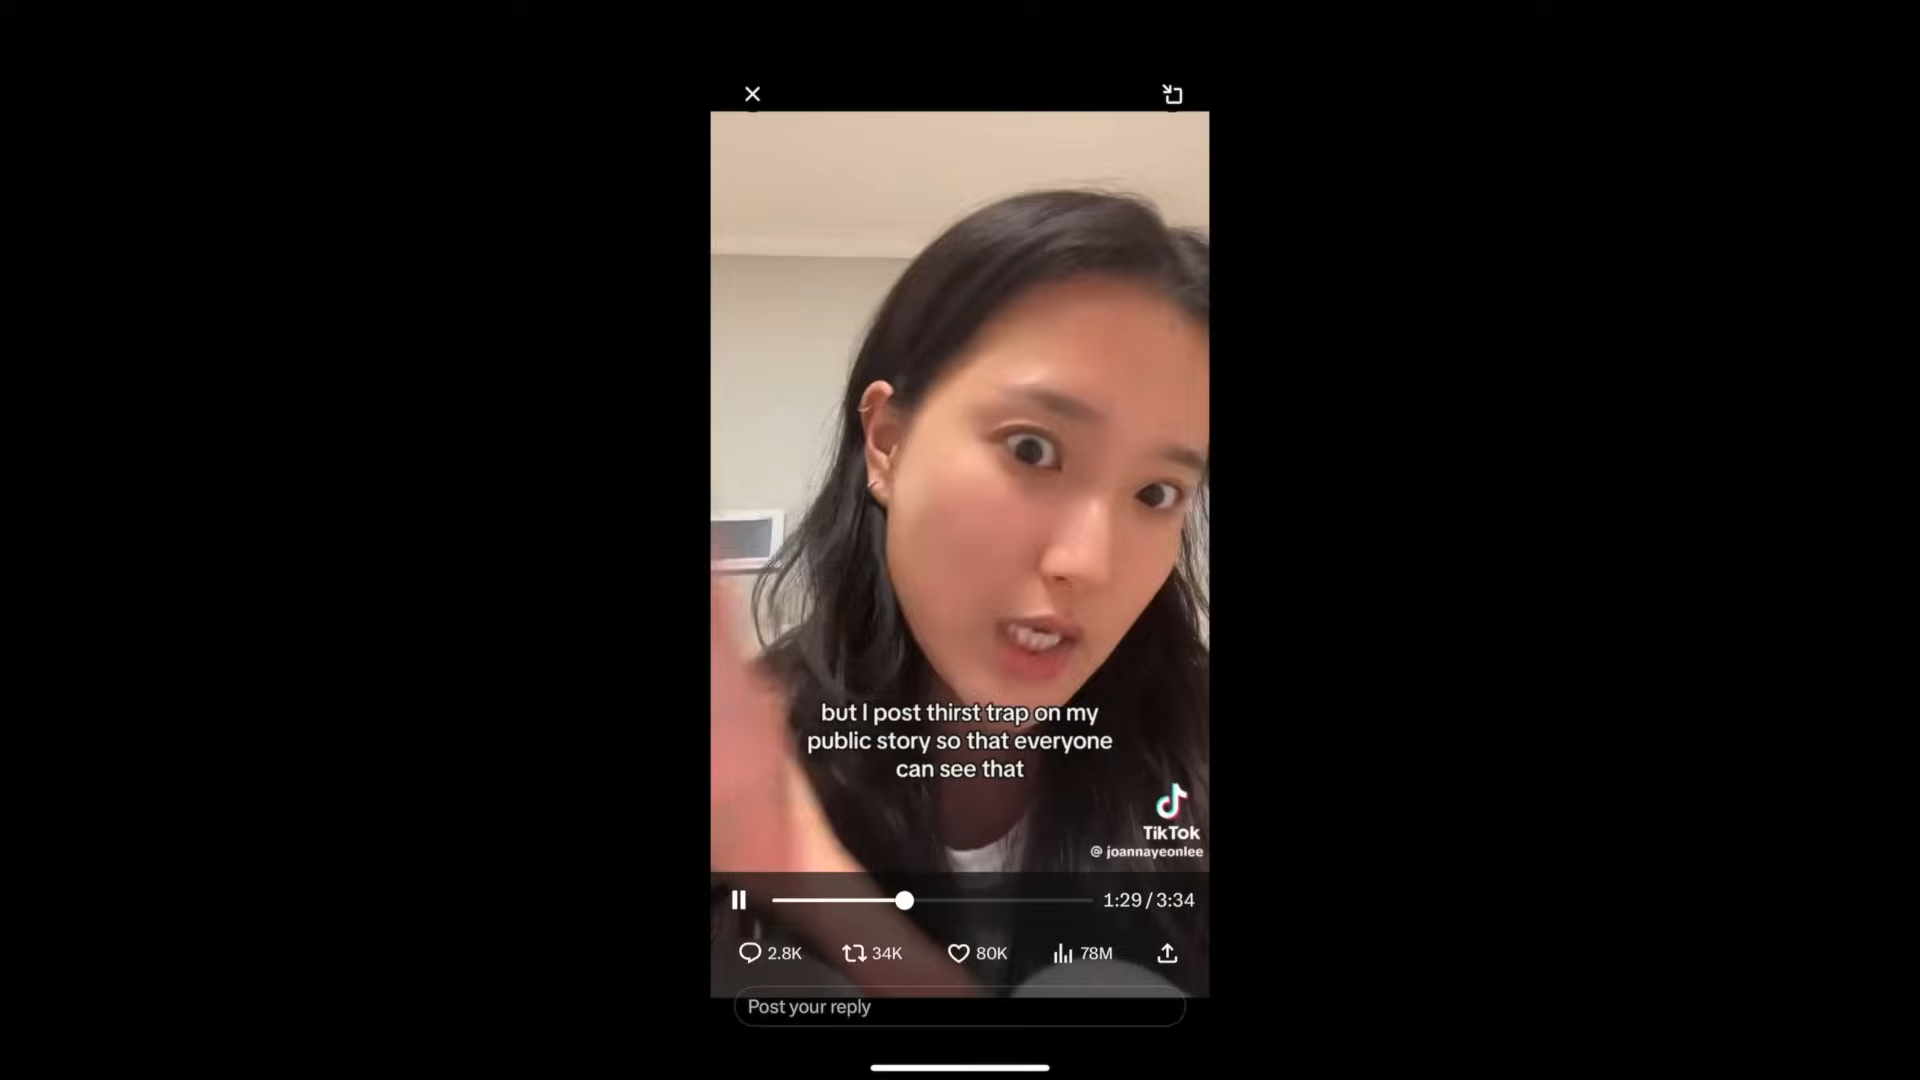 but I post thirst trap on my
public story so that everyone
can see that
TikTok
@ joannayeonlee
1:29 / 3:34
2.8K 34K 80K 78M
Post your reply